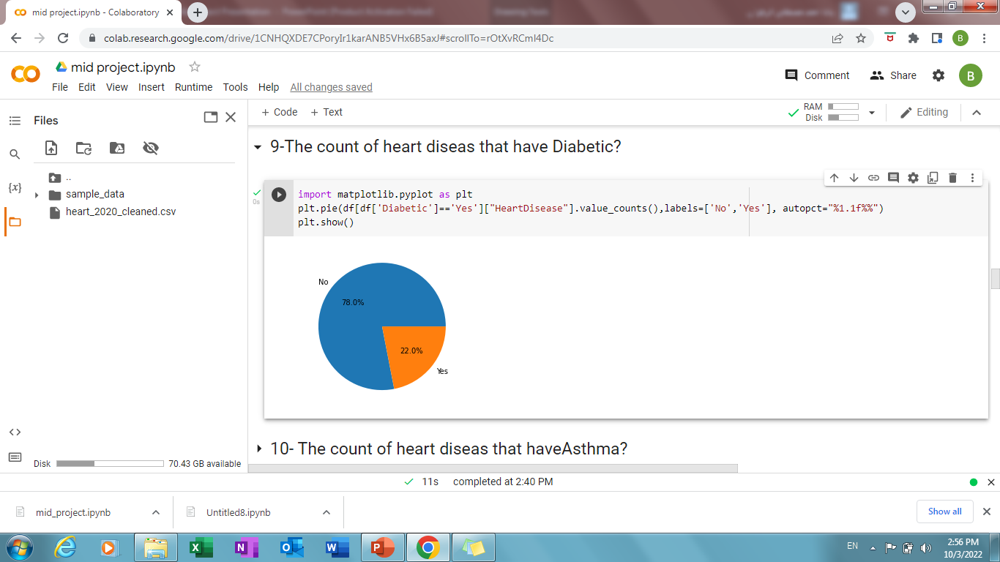 mid project.ipynb - Colaboratory
colab.research.google.com/drive/1CNHQXDE7CPoryIr1karANB5VHx6B5axJ#scrollTo=rOtXvRCmI4Dc
B
mid project.ipynb
Comment
Share
B
File Edit View Insert Runtime Tools Help All changes saved
Files
+ Code + Text
RAM
Disk
Editing
9-The count of heart diseas that have Diabetic?
..
sample_data
heart_2020_cleaned.csv
{x}
0s
import matplotlib.pyplot as plt
plt.pie(df[df['Diabetic']=='Yes']["HeartDisease"].value_counts(),labels=['No','Yes'], autopct="%1.1f%%")
plt.show()
No
78.0%
22.0%
Yes
10- The count of heart diseas that haveAsthma?
Disk 70.43 GB available
11s completed at 2:40 PM
mid_project.ipynb
Untitled8.ipynb
Show all
EN
2:56 PM
10/3/2022